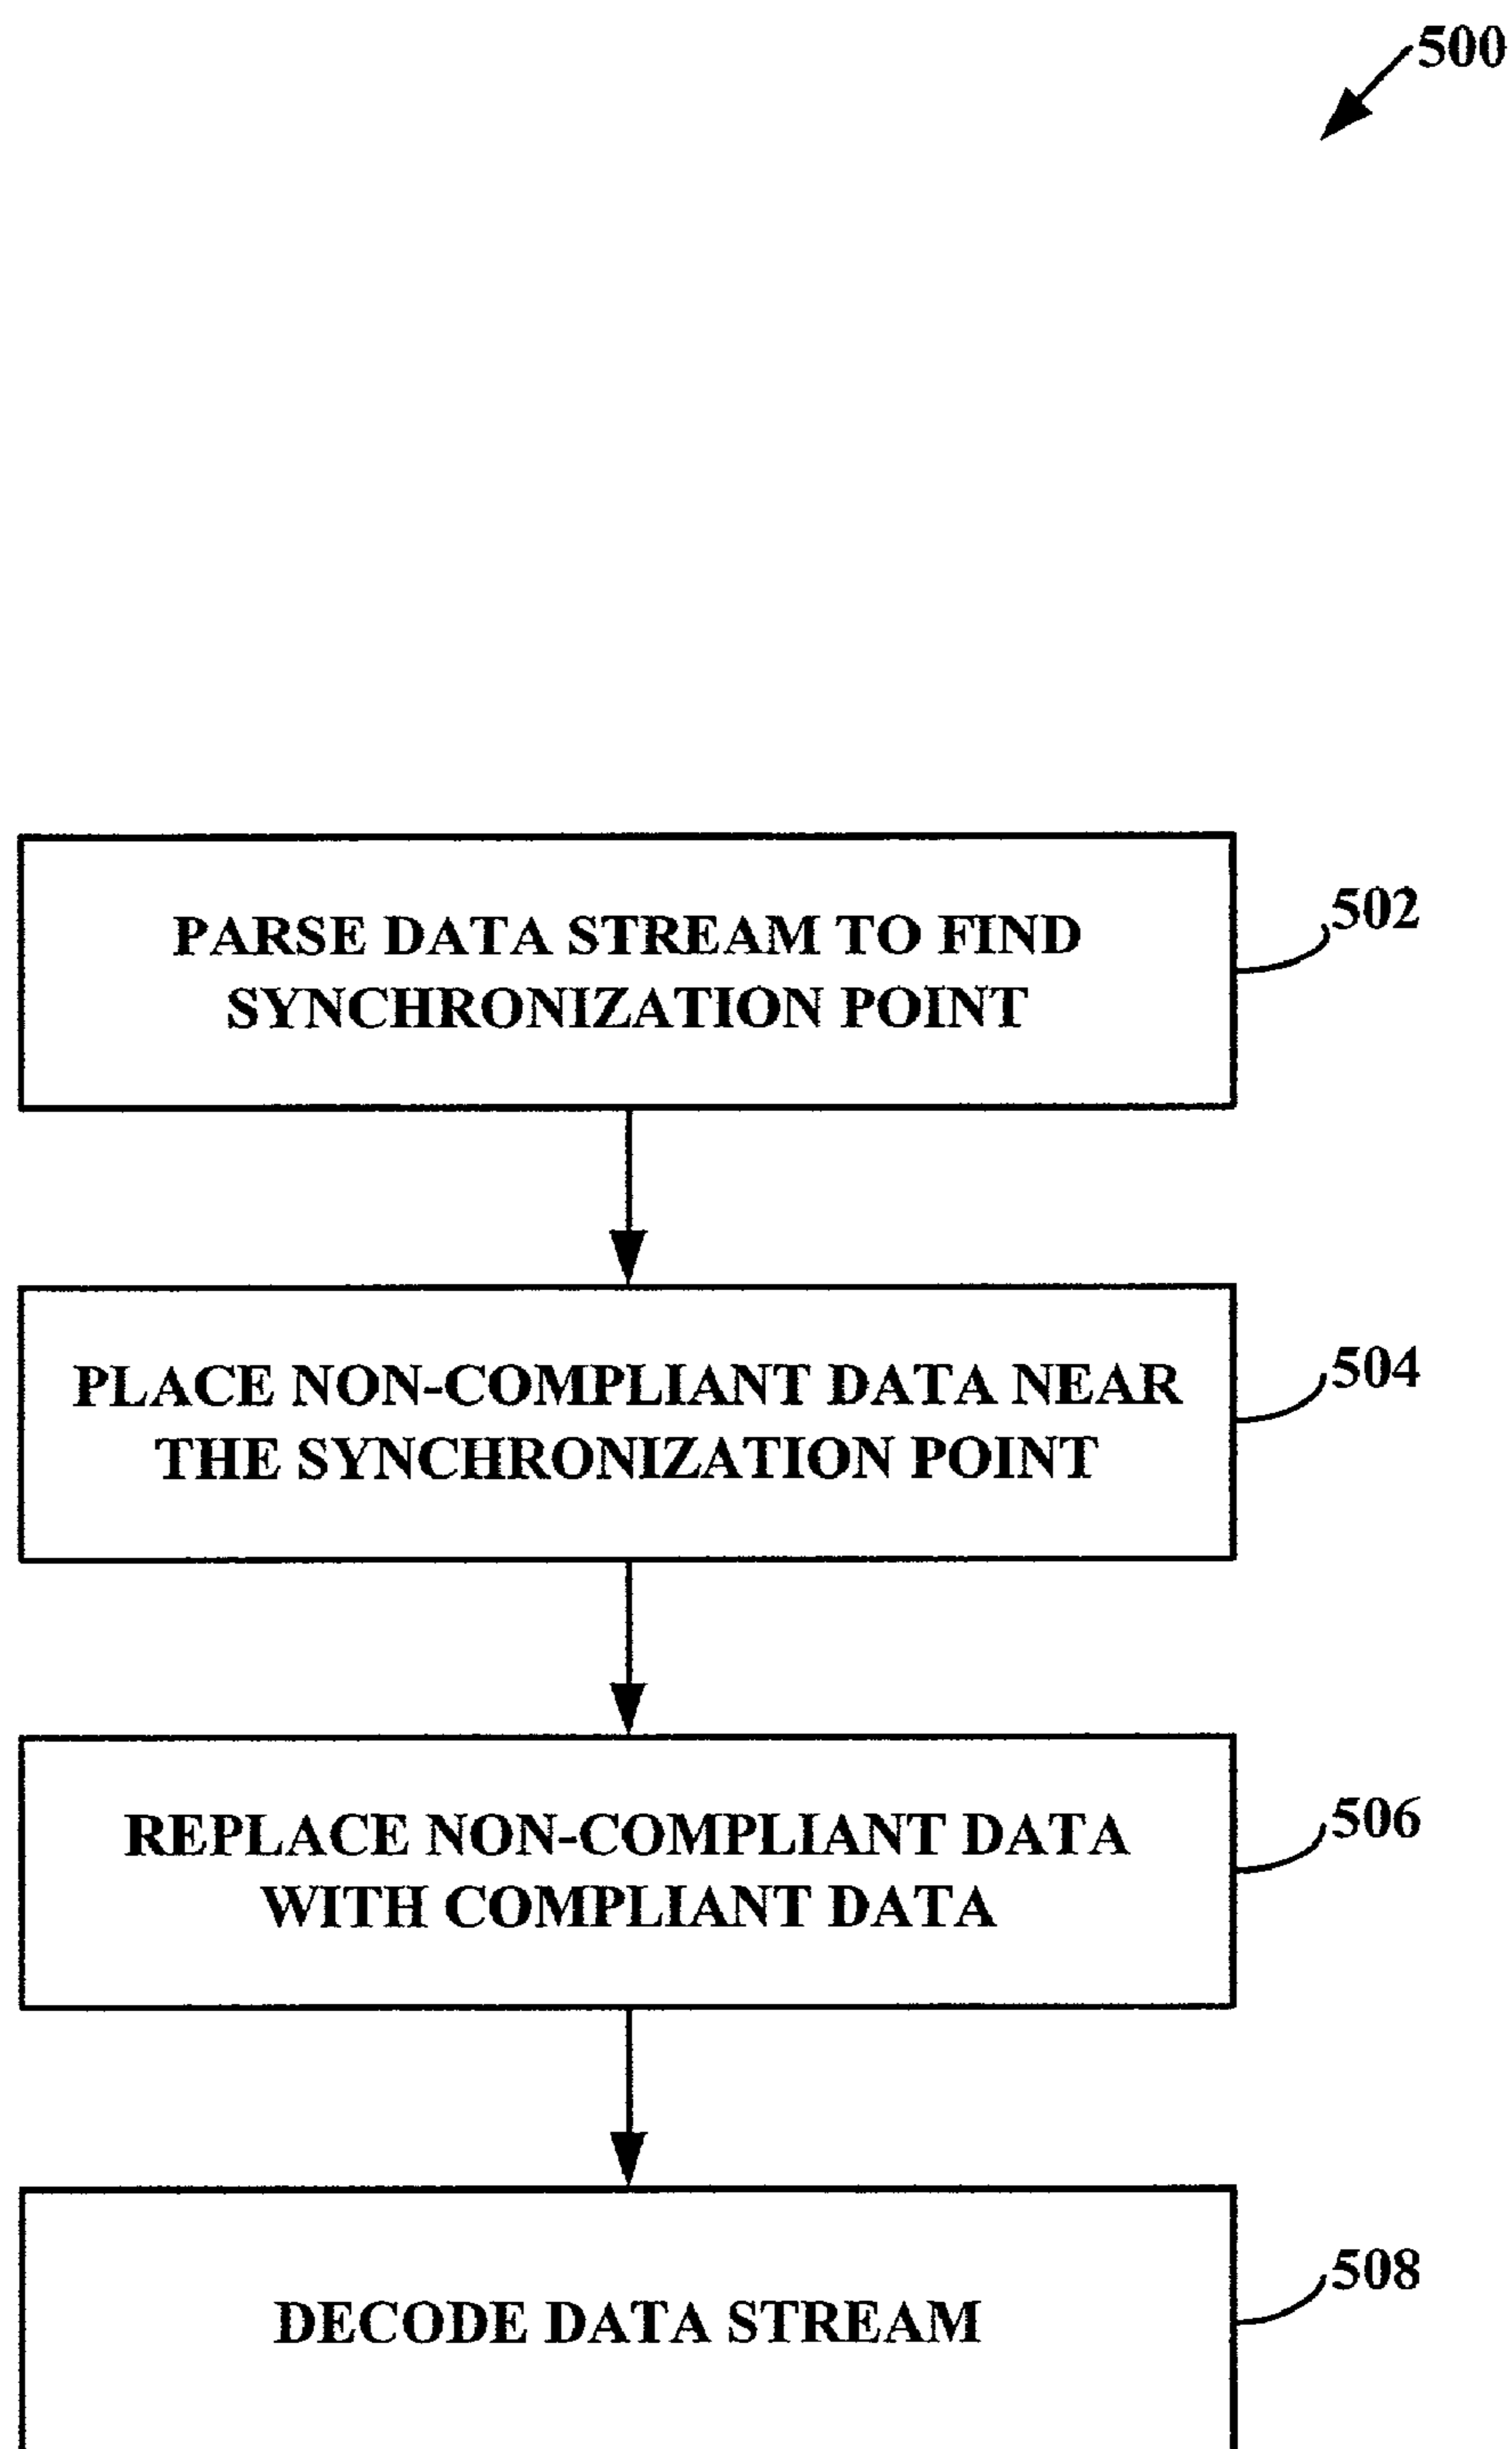 500
PARSE DATA STREAM TO FIND
SYNCHRONIZATION POINT
502
PLACE NON-COMPLIANT DATA NEAR
THE SYNCHRONIZATION POINT
504
REPLACE NON-COMPLIANT DATA
WITH COMPLIANT DATA
506
DECODE DATA STREAM
508